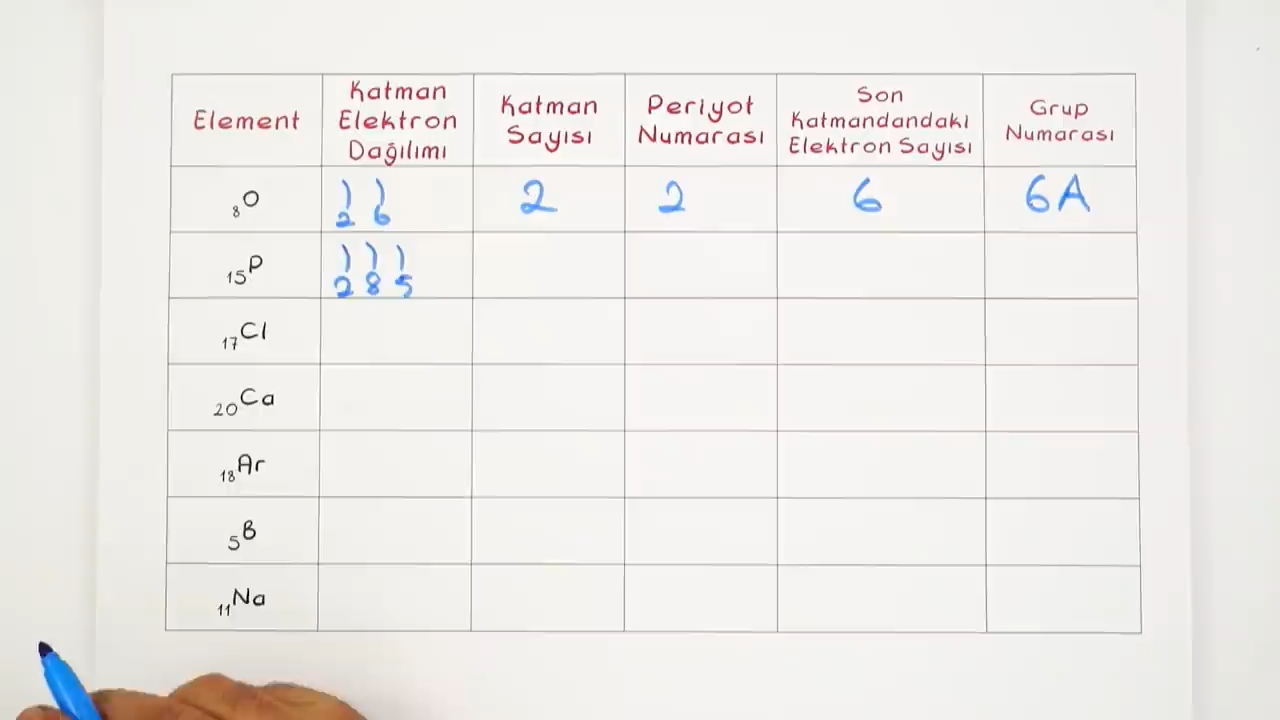 Element
Katman
Elektron
Dağılımı
Katman
Sayısı
Periyot
Numarası
Son
Katmandandaki
Elektron Sayısı
Grup
Numarası
8O
2 6
2
2
6
6A
15P
2 8 5
17Cl
20Ca
18Ar
5B
11Na